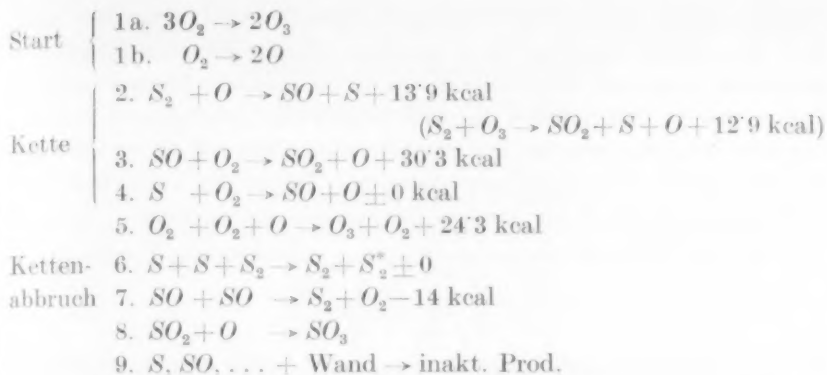 Start 1a. 3O₂ → 2O₃
1b. O₂ → 2O
Kette 2. S₂ + O → SO + S + 13˙9 kcal
(S₂ + O₃ → SO₂ + S + O + 12˙9 kcal)
3. SO + O₂ → SO₂ + O + 30˙3 kcal
4. S + O₂ → SO + O ± 0 kcal
5. O₂ + O₂ + O → O₃ + O₂ + 24˙3 kcal
Ketten- 6. S + S + S₂ → S₂ + S₂* ± 0
abbruch 7. SO + SO → S₂ + O₂ − 14 kcal
8. SO₂ + O → SO₃
9. S, SO, . . . + Wand → inakt. Prod.